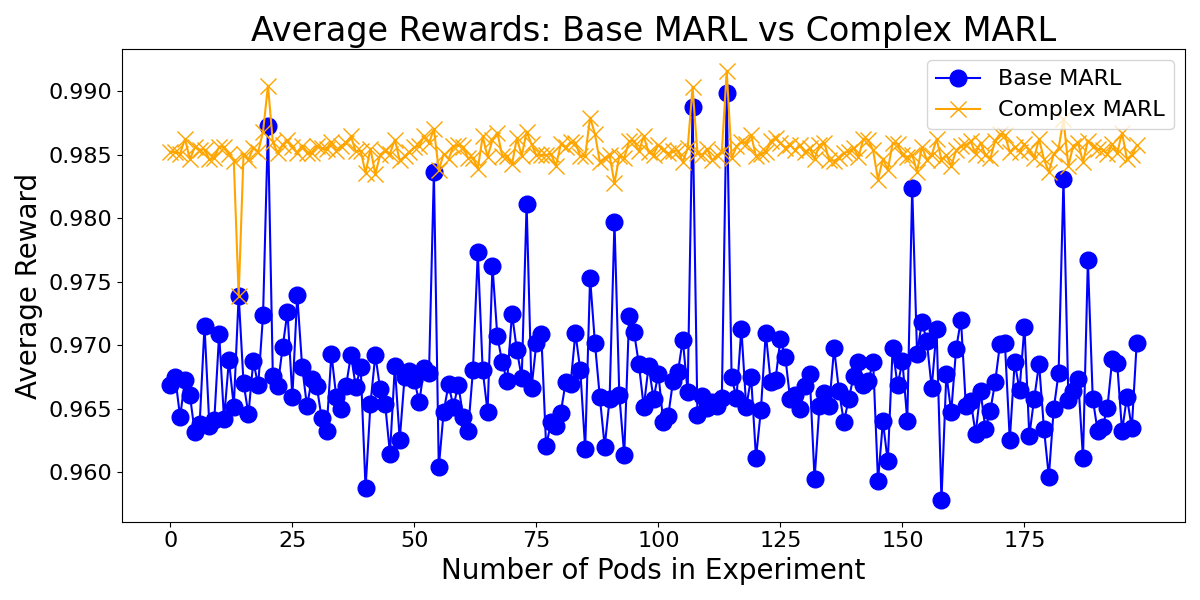 Average Rewards: Base MARL vs Complex MARL
Base MARL
Complex MARL
Average Reward
0.990
0.985
0.980
0.975
0.970
0.965
0.960
0 25 50 75 100 125 150 175
Number of Pods in Experiment